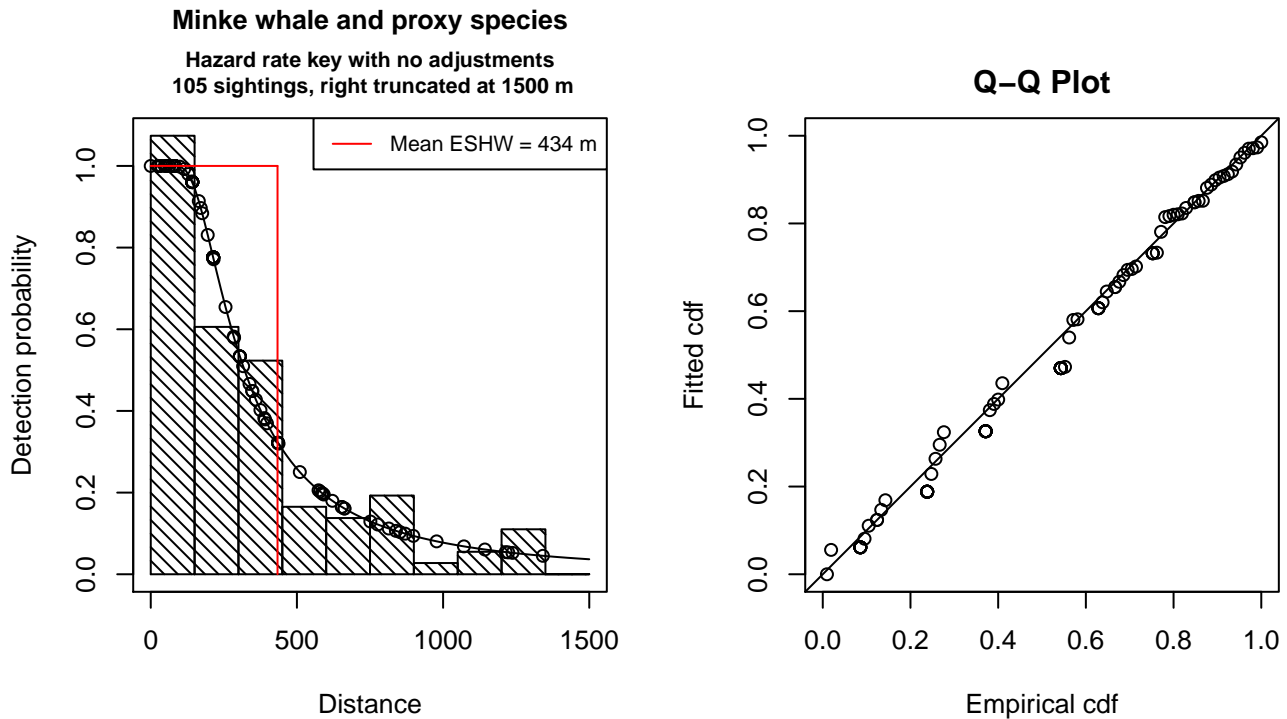 Minke whale and proxy species
Hazard rate key with no adjustments
105 sightings, right truncated at 1500 m
Mean ESHW = 434 m
Detection probability
0.0
0.2
0.4
0.6
0.8
1.0
0
500
1000
1500
Distance
Q−Q Plot
Fitted cdf
0.0
0.2
0.4
0.6
0.8
1.0
0.0
0.2
0.4
0.6
0.8
1.0
Empirical cdf